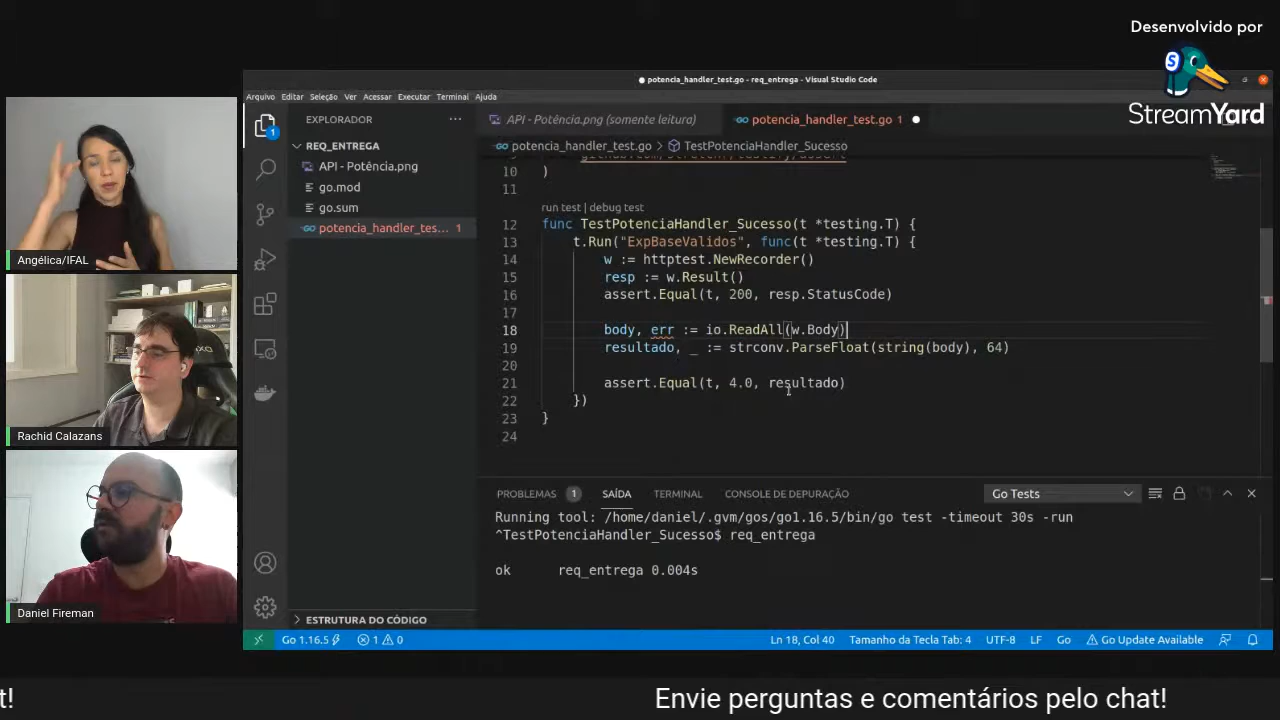 Desenvolvido por
StreamYard
potencia_handler_test.go - req_entrega - Visual Studio Code
Arquivo Editar Seleção Ver Acessar Executar Terminal Ajuda
EXPLORADOR
REQ_ENTREGA
API - Potência.png
go.mod
go.sum
potencia_handler_tes... 1
ESTRUTURA DO CÓDIGO
API - Potência.png (somente leitura)
potencia_handler_test.go 1
potencia_handler_test.go > TestPotenciaHandler_Sucesso
10 )
11
run test | debug test
12 func TestPotenciaHandler_Sucesso(t *testing.T) {
13 t.Run("ExpBaseValidos", func(t *testing.T) {
14 w := httptest.NewRecorder()
15 resp := w.Result()
16 assert.Equal(t, 200, resp.StatusCode)
17
18 body, err := io.ReadAll(w.Body)
19 resultado, _ := strconv.ParseFloat(string(body), 64)
20
21 assert.Equal(t, 4.0, resultado)
22 })
23 }
24
PROBLEMAS 1 SAÍDA TERMINAL CONSOLE DE DEPURAÇÃO
Go Tests
Running tool: /home/daniel/.gvm/gos/go1.16.5/bin/go test -timeout 30s -run
^TestPotenciaHandler_Sucesso$ req_entrega
ok req_entrega 0.004s
Go 1.16.5 1 0 Ln 18, Col 40 Tamanho da Tecla Tab: 4 UTF-8 LF Go Go Update Available
1
Angélica/IFAL
Rachid Calazans
Daniel Fireman
t!
Envie perguntas e comentários pelo chat!